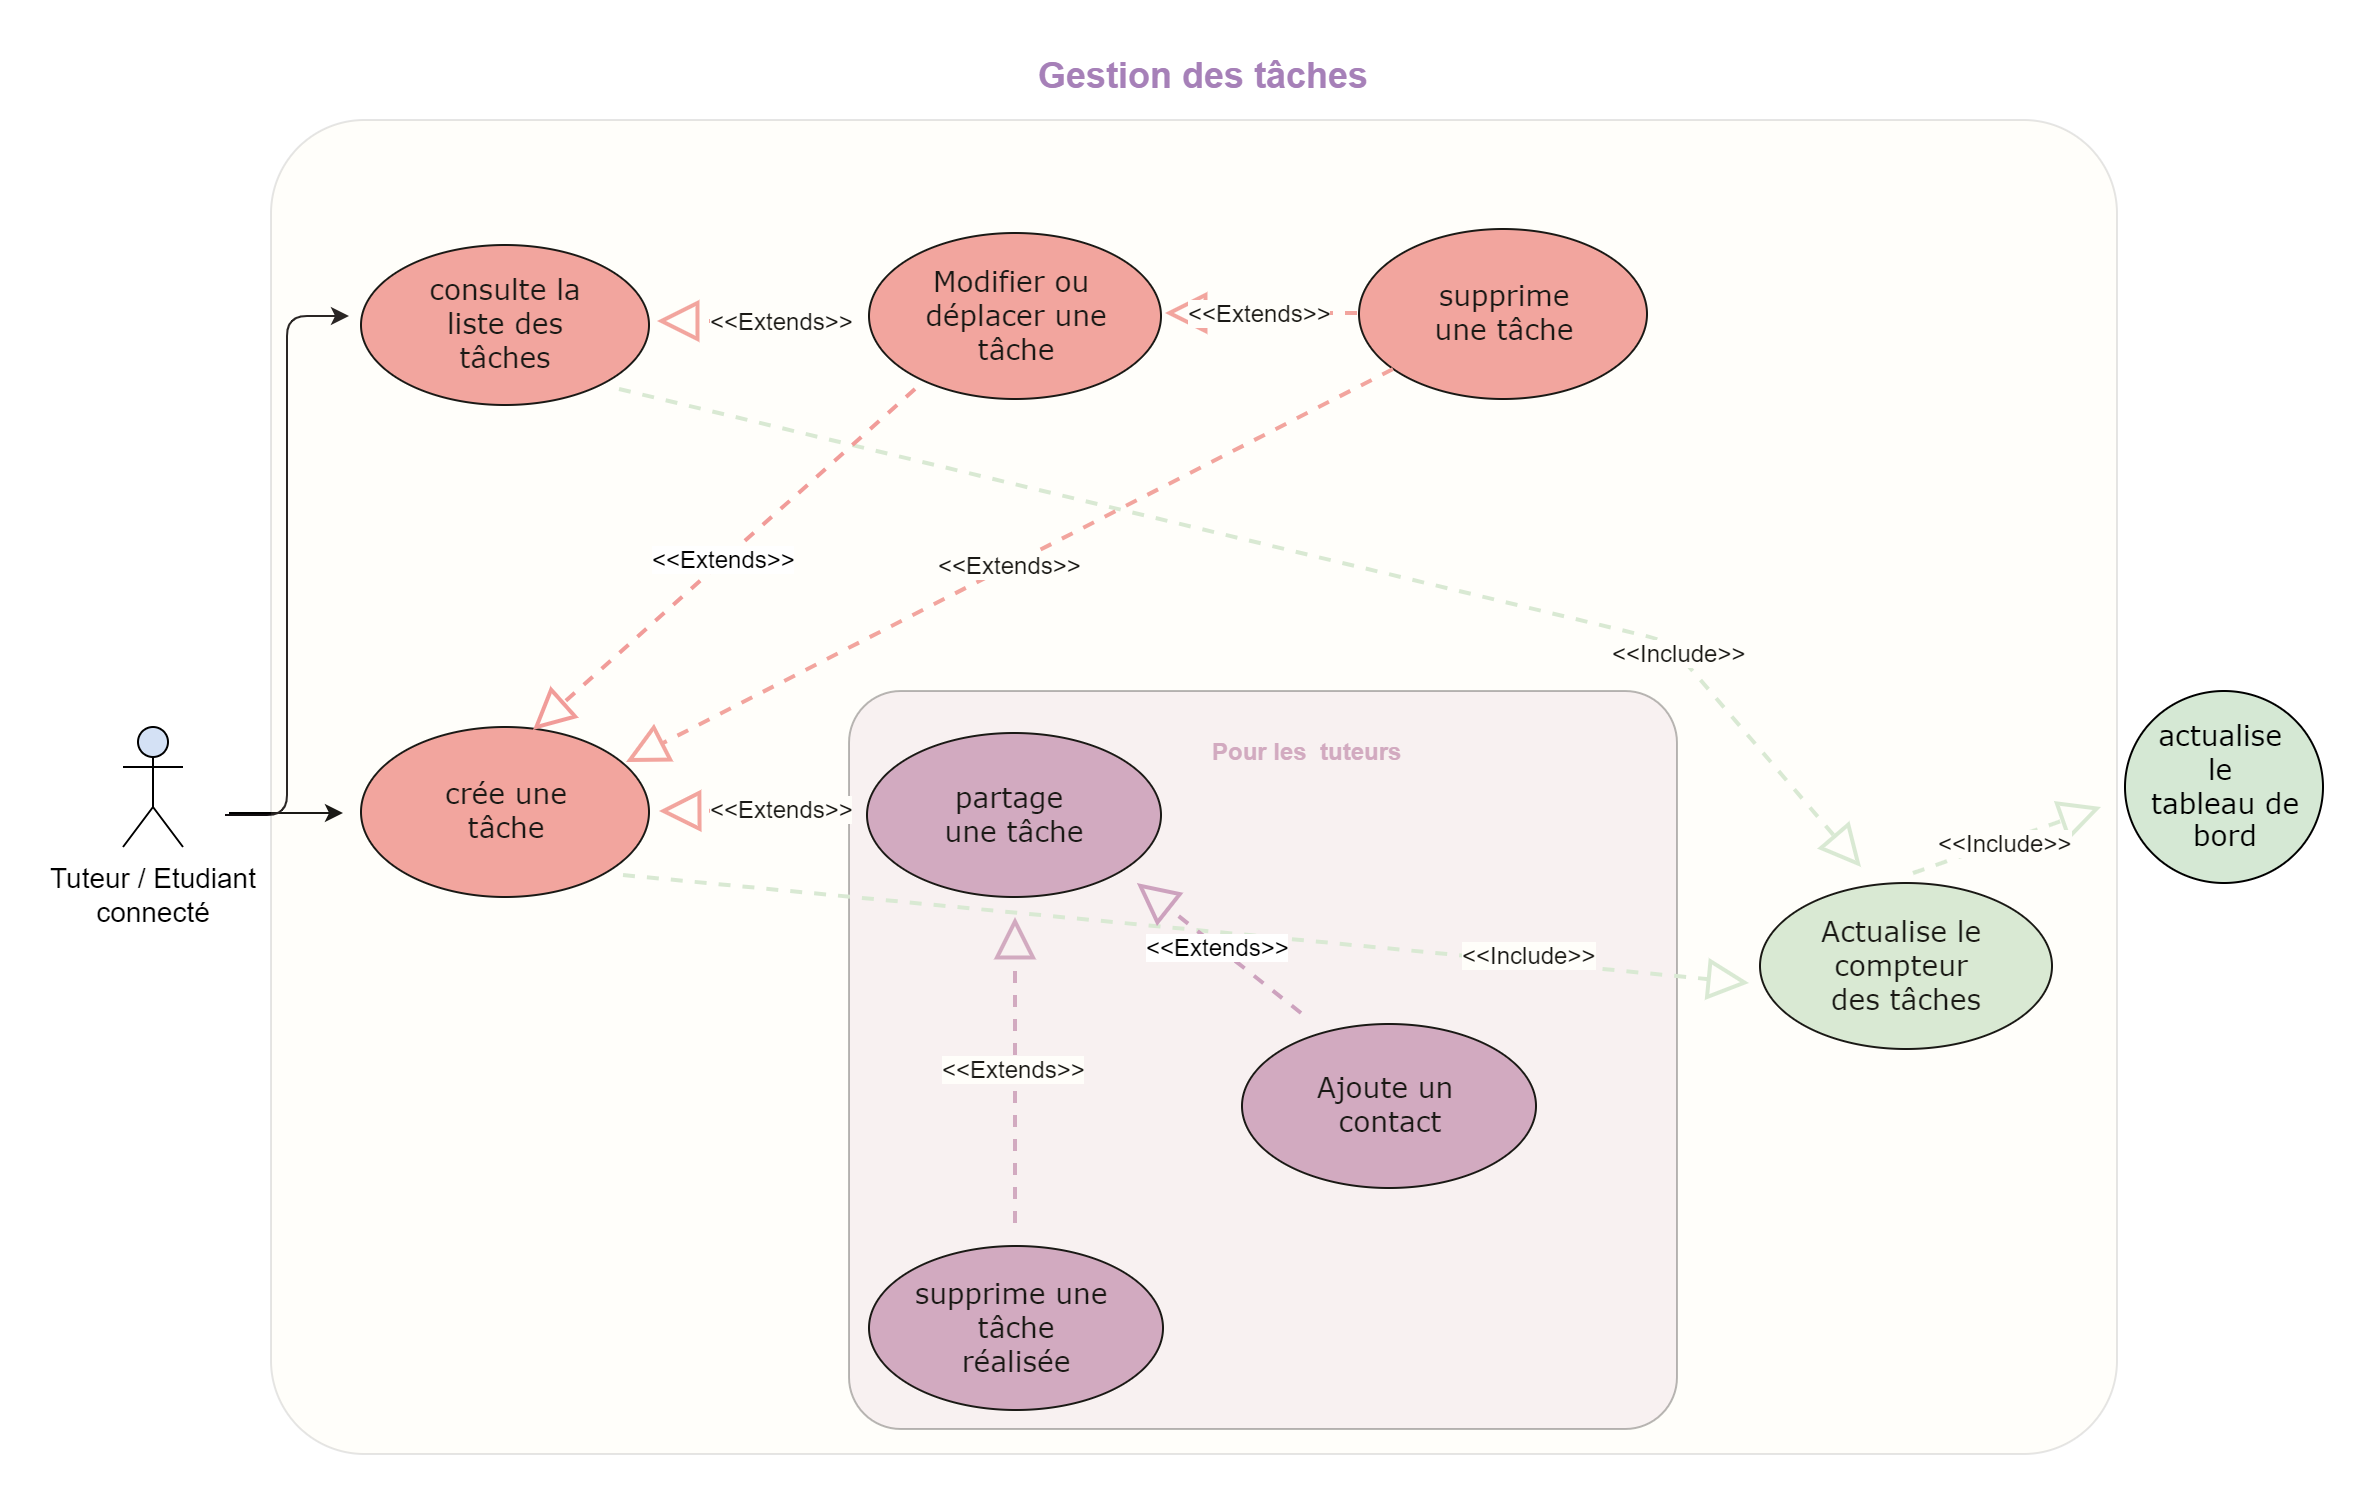 Gestion des tâches
consulte la
liste des
tâches
<<Extends>>
Modifier ou
déplacer une
tâche
<<Extends>>
supprime
une tâche
<<Extends>>
<<Extends>>
<<Include>>
Tuteur / Etudiant
connecté
crée une
tâche
<<Extends>>
Pour les  tuteurs
partage
une tâche
<<Extends>>
<<Include>>
<<Include>>
actualise
le
tableau de
bord
Actualise le
compteur
des tâches
<<Extends>>
Ajoute un
contact
supprime une
tâche
réalisée